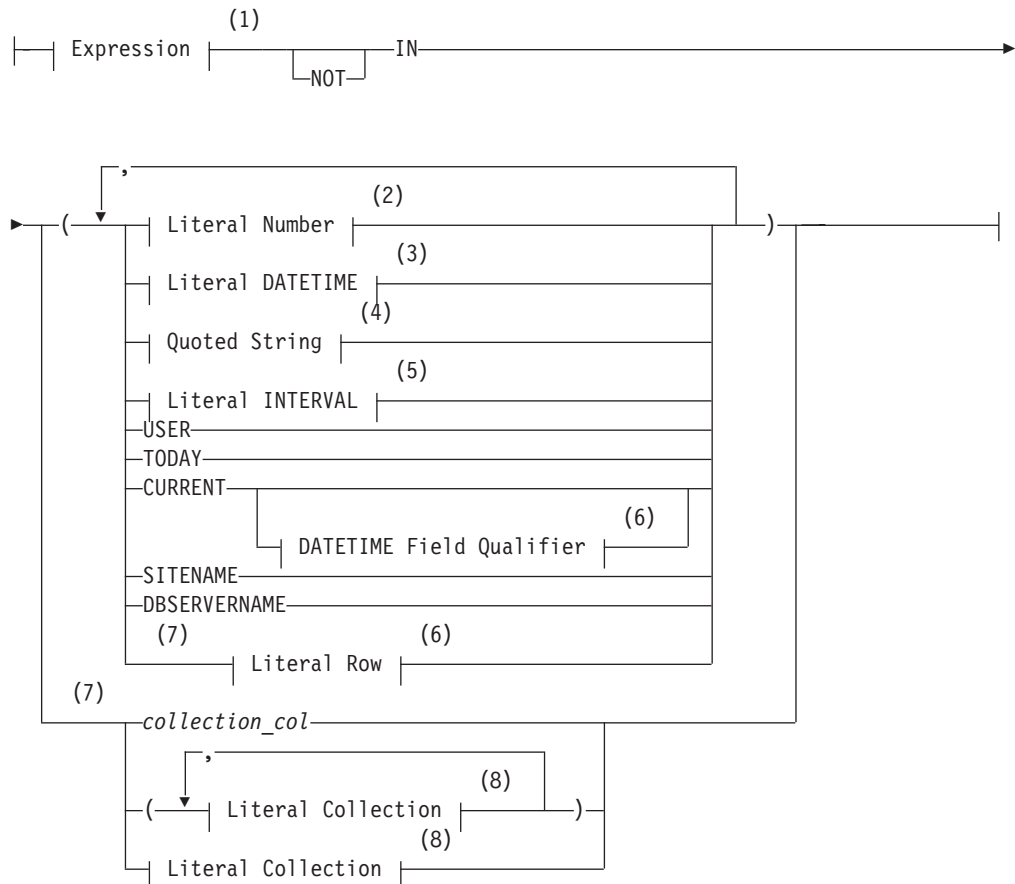 (1)
Expression IN
NOT
,
(2)
( Literal Number )
(3)
Literal DATETIME
(4)
Quoted String
(5)
Literal INTERVAL
USER
TODAY
CURRENT
(6)
DATETIME Field Qualifier
SITENAME
DBSERVERNAME
(7) (6)
Literal Row
(7)
collection_col
,
(8)
( Literal Collection )
(8)
Literal Collection